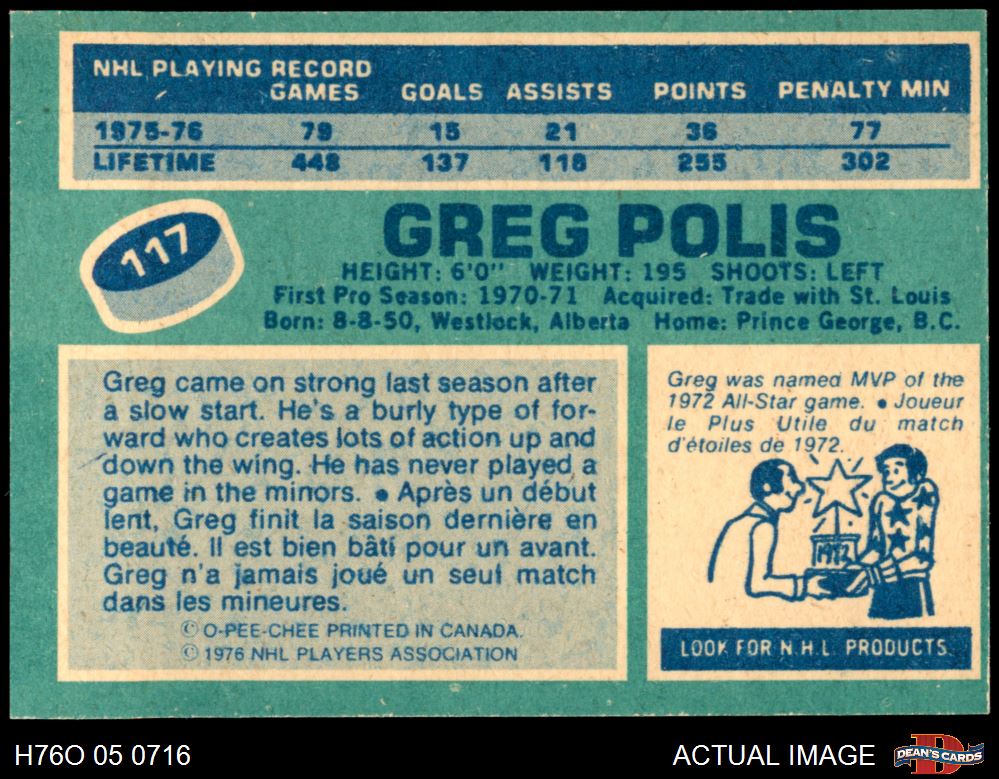 NHL PLAYING RECORD
GAMES GOALS ASSISTS POINTS PENALTY MIN
1975-76 79 15 21 36 77
LIFETIME 448 137 118 255 302
117
GREG POLIS
HEIGHT: 6'0" WEIGHT: 195 SHOOTS: LEFT
First Pro Season: 1970-71 Acquired: Trade with St. Louis
Born: 8-8-50, Westlock, Alberta Home: Prince George, B.C.
Greg came on strong last season after
a slow start. He's a burly type of for-
ward who creates lots of action up and
down the wing. He has never played a
game in the minors. • Après un début
lent, Greg finit la saison dernière en
beauté. Il est bien bâti pour un avant.
Greg n'a jamais joué un seul match
dans les mineures.
© O-PEE-CHEE PRINTED IN CANADA.
© 1976 NHL PLAYERS ASSOCIATION
Greg was named MVP of the
1972 All-Star game. • Joueur
le Plus Utile du match
d'étoiles de 1972.
1972
LOOK FOR N.H.L. PRODUCTS
H76O 05 0716
ACTUAL IMAGE
DEAN'S CARDS